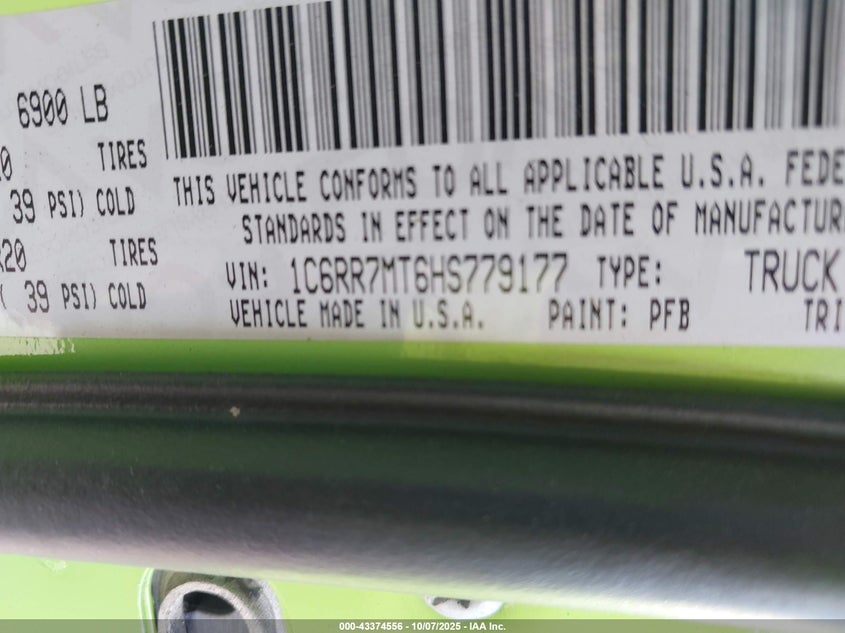 6900 LB
TIRES
39 PSI) COLD
TIRES
( 39 PSI) COLD
THIS VEHICLE CONFORMS TO ALL APPLICABLE U.S.A. FEDE
STANDARDS IN EFFECT ON THE DATE OF MANUFACTUR
VIN: 1C6RR7MT6HS779177 TYPE: TRUCK
VEHICLE MADE IN U.S.A. PAINT: PFB TRI
000-43374556 - 10/07/2025 - IAA Inc.